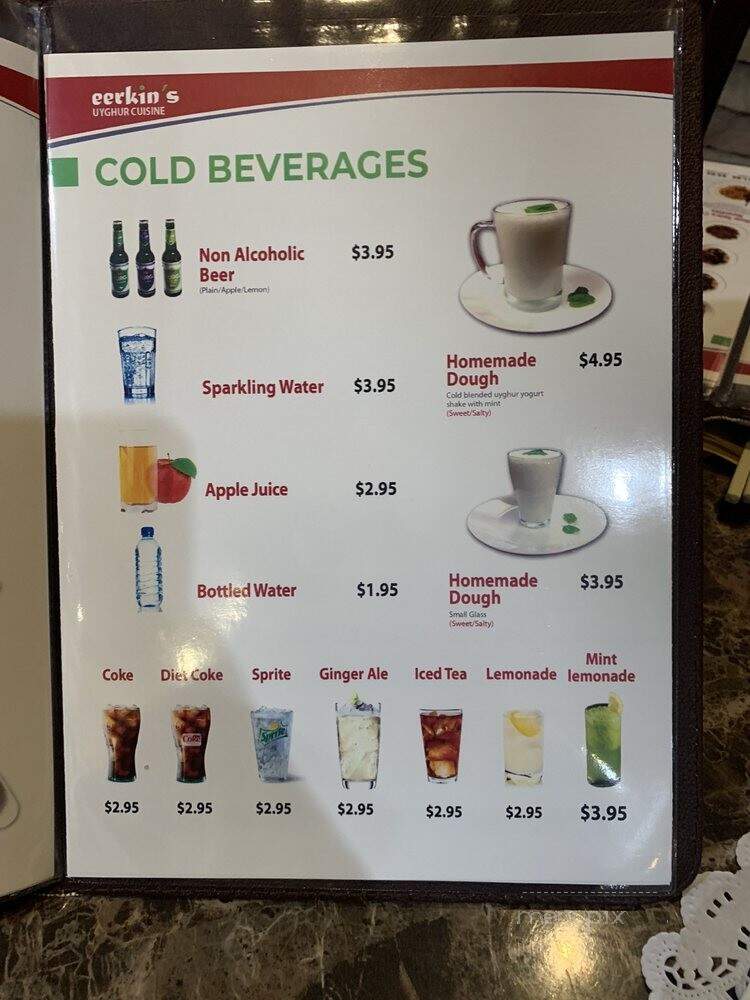 eerkin's
UYGHUR CUISINE
COLD BEVERAGES
Non Alcoholic
Beer
(Plain/Apple/Lemon)
$3.95
Sparkling Water
$3.95
Apple Juice
$2.95
Bottled Water
$1.95
Homemade
Dough
Cold blended uyghur yogurt
shake with mint
(Sweet/Salty)
$4.95
Homemade
Dough
Small Glass
(Sweet/Salty)
$3.95
Coke
Diet Coke
Sprite
Ginger Ale
Iced Tea
Lemonade
Mint
lemonade
Coke
Sprite
$2.95
$2.95
$2.95
$2.95
$2.95
$2.95
$3.95
menupix